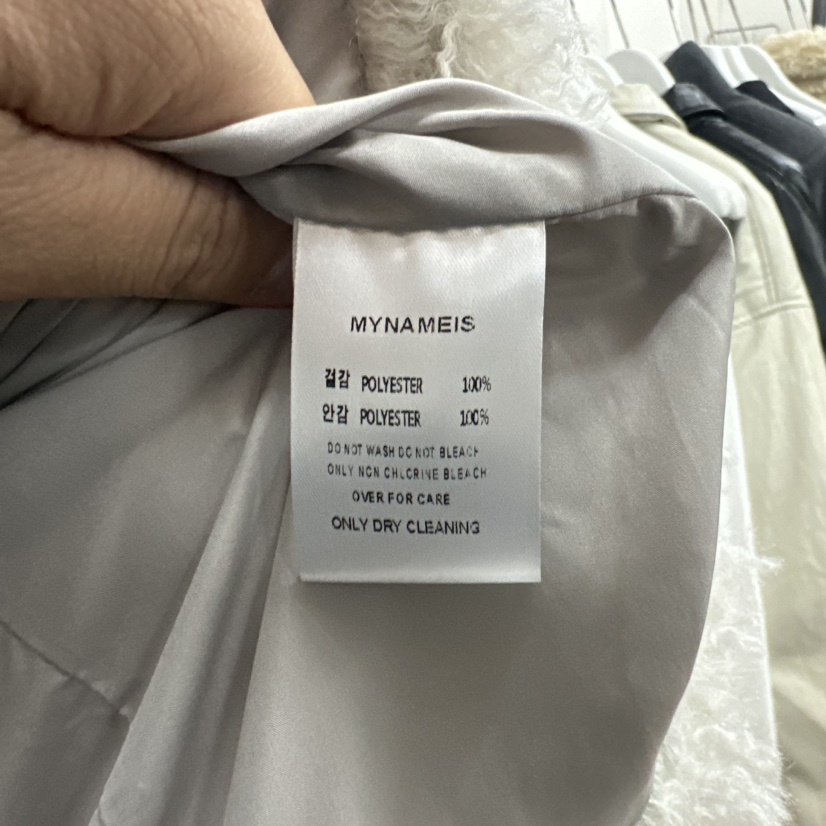 MYNAMEIS
겉감 POLYESTER 100%
안감 POLYESTER 100%
DO NOT WASH DO NOT BLEACH
ONLY NON CHLORINE BLEACH
OVER FOR CARE
ONLY DRY CLEANING